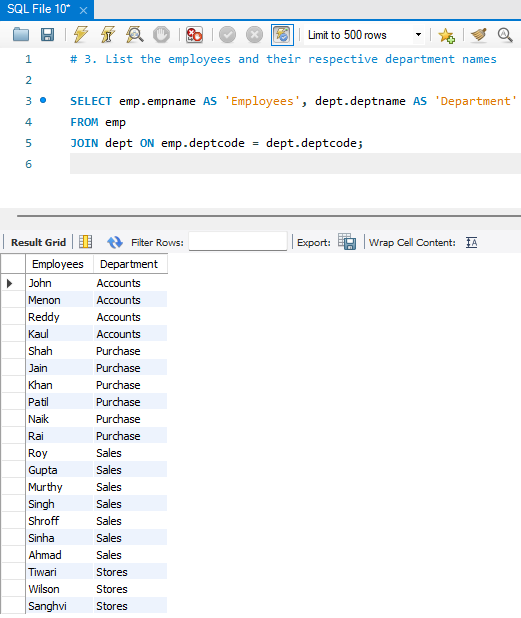 SQL File 10*
Limit to 500 rows
1 # 3. List the employees and their respective department names
2
3 SELECT emp.empname AS 'Employees', dept.deptname AS 'Department'
4 FROM emp
5 JOIN dept ON emp.deptcode = dept.deptcode;
6
Result Grid Filter Rows: Export: Wrap Cell Content: IA
Employees Department
John Accounts
Menon Accounts
Reddy Accounts
Kaul Accounts
Shah Purchase
Jain Purchase
Khan Purchase
Patil Purchase
Naik Purchase
Rai Purchase
Roy Sales
Gupta Sales
Murthy Sales
Singh Sales
Shroff Sales
Sinha Sales
Ahmad Sales
Tiwari Stores
Wilson Stores
Sanghvi Stores